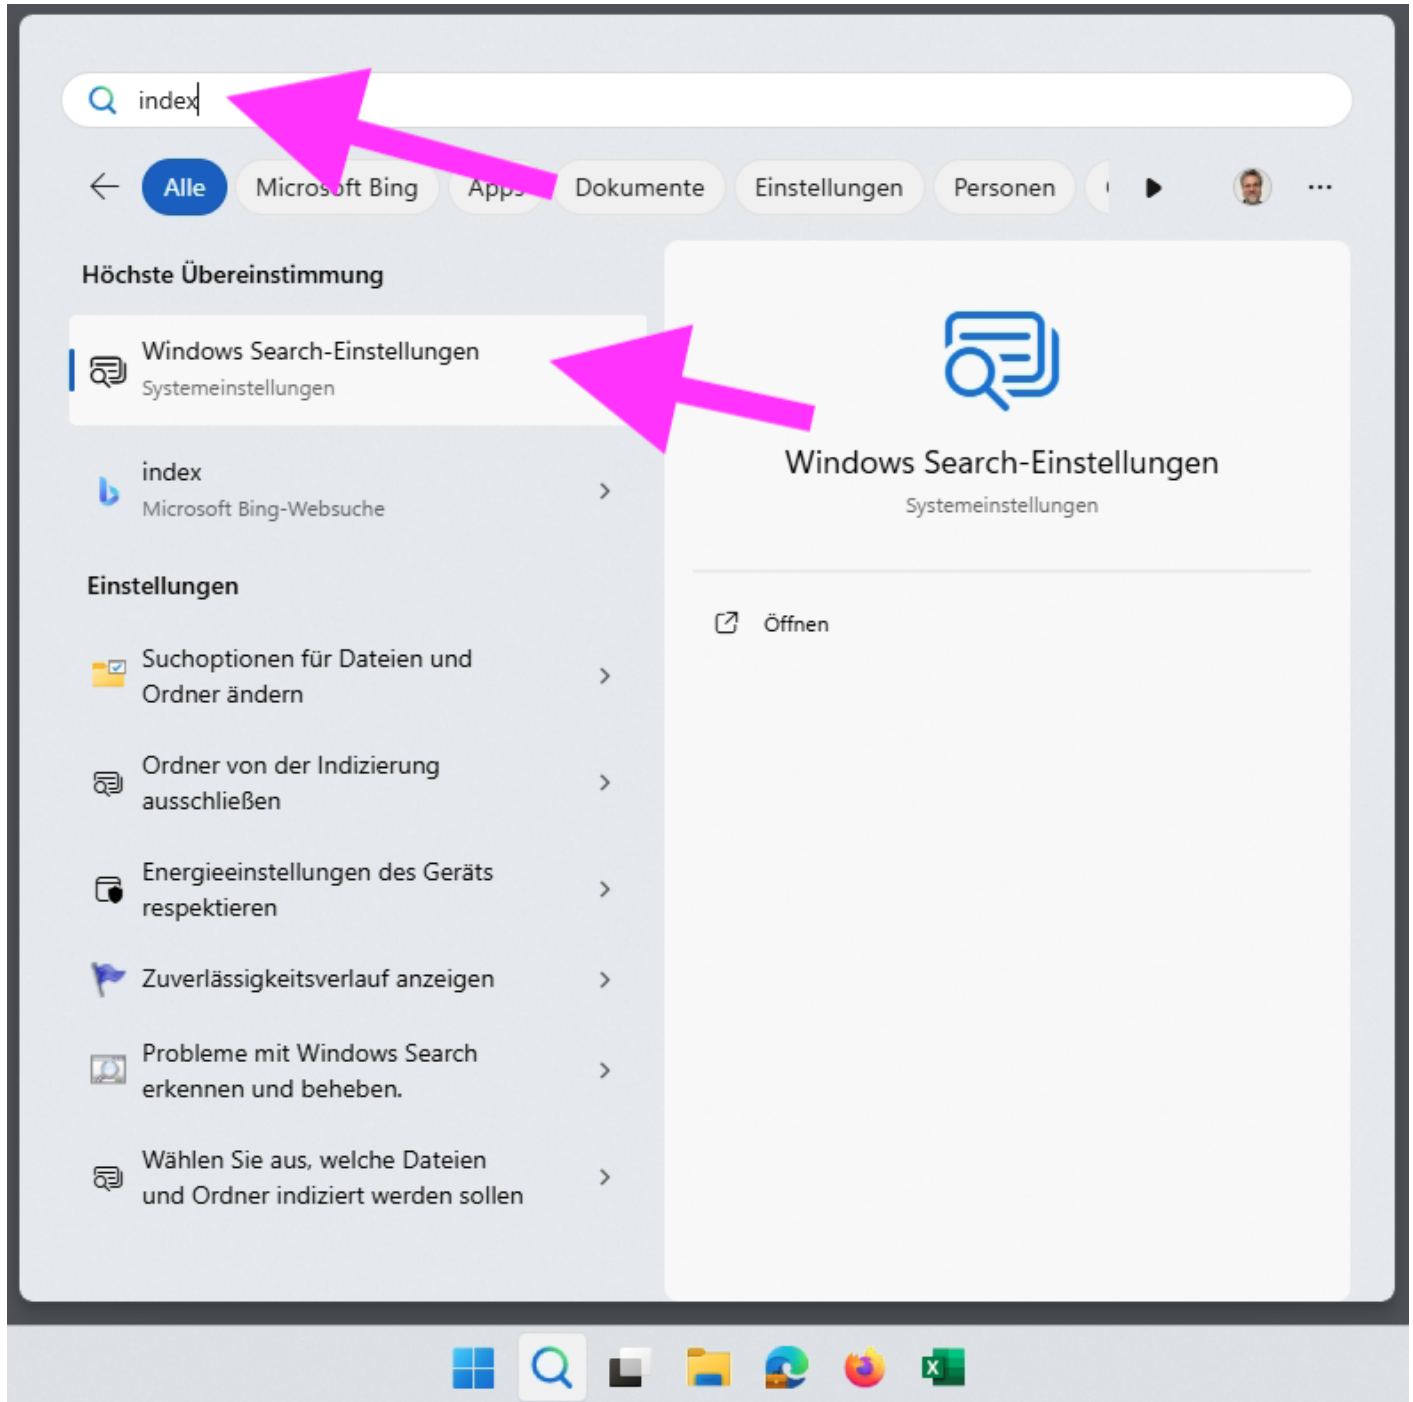 index
Alle
Microsoft Bing
Apps
Dokumente
Einstellungen
Personen
Höchste Übereinstimmung
Windows Search-Einstellungen
Systemeinstellungen
index
Microsoft Bing-Websuche
Einstellungen
Suchoptionen für Dateien und
Ordner ändern
Ordner von der Indizierung
ausschließen
Energieeinstellungen des Geräts
respektieren
Zuverlässigkeitsverlauf anzeigen
Probleme mit Windows Search
erkennen und beheben.
Wählen Sie aus, welche Dateien
und Ordner indiziert werden sollen
Windows Search-Einstellungen
Systemeinstellungen
Öffnen